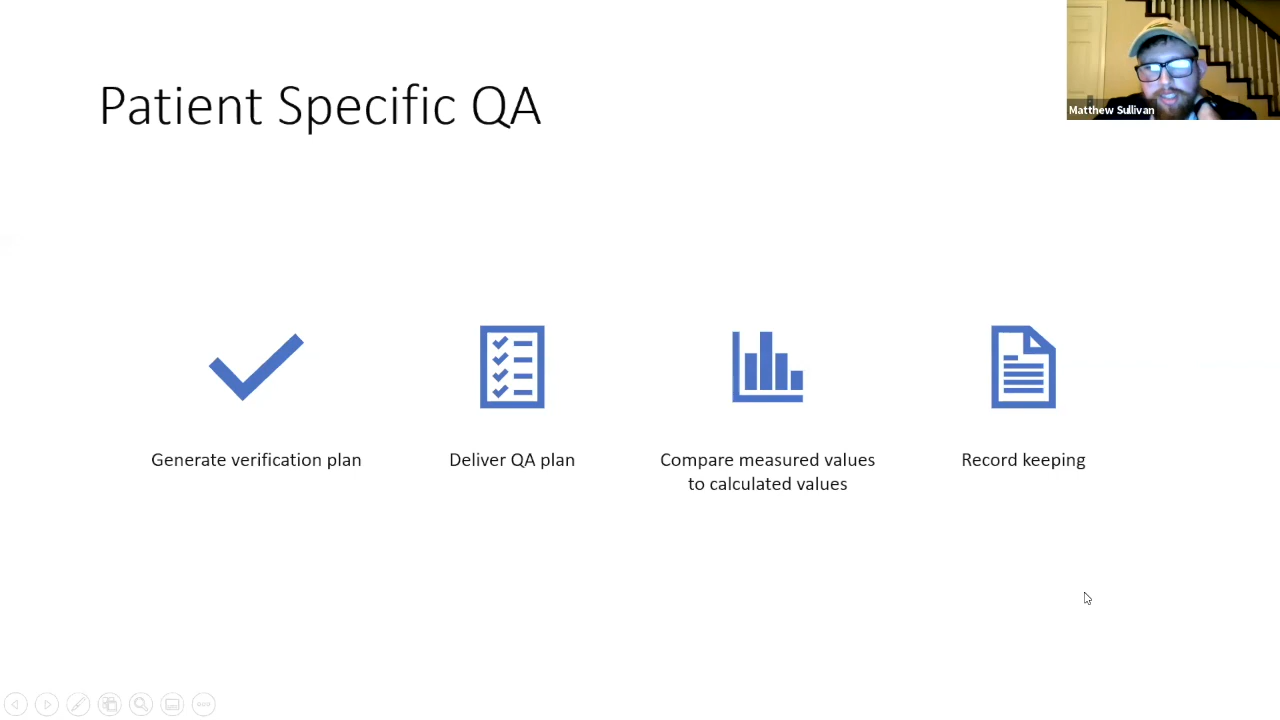 Patient Specific QA
Matthew Sullivan
Generate verification plan
Deliver QA plan
Compare measured values
to calculated values
Record keeping